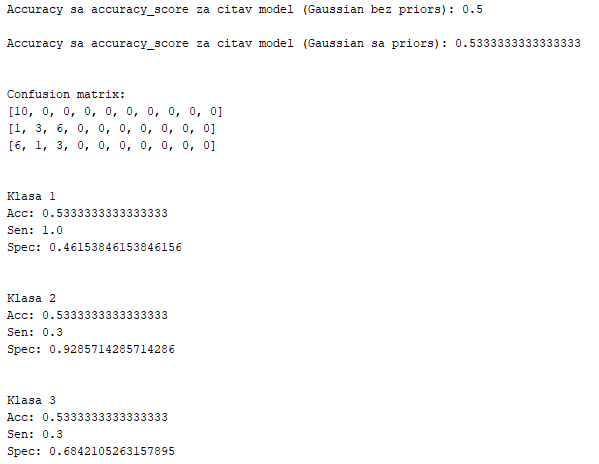 Accuracy sa accuracy_score za citav model (Gaussian bez priors): 0.5
Accuracy sa accuracy_score za citav model (Gaussian sa priors): 0.5333333333333333
Confusion matrix:
[10, 0, 0, 0, 0, 0, 0, 0, 0, 0]
[1, 3, 6, 0, 0, 0, 0, 0, 0, 0]
[6, 1, 3, 0, 0, 0, 0, 0, 0, 0]
Klasa 1
Acc: 0.5333333333333333
Sen: 1.0
Spec: 0.46153846153846156
Klasa 2
Acc: 0.5333333333333333
Sen: 0.3
Spec: 0.9285714285714286
Klasa 3
Acc: 0.5333333333333333
Sen: 0.3
Spec: 0.6842105263157895